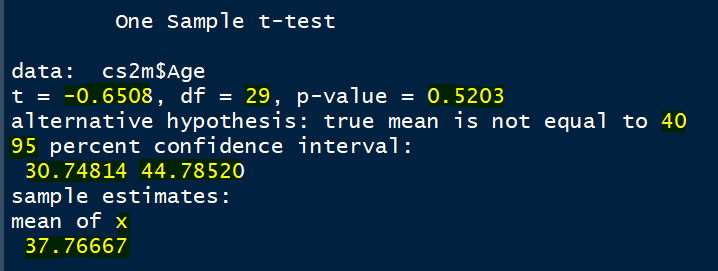 One Sample t-test
data: cs2m$Age
t = -0.6508, df = 29, p-value = 0.5203
alternative hypothesis: true mean is not equal to 40
95 percent confidence interval:
30.74814 44.78520
sample estimates:
mean of x
37.76667